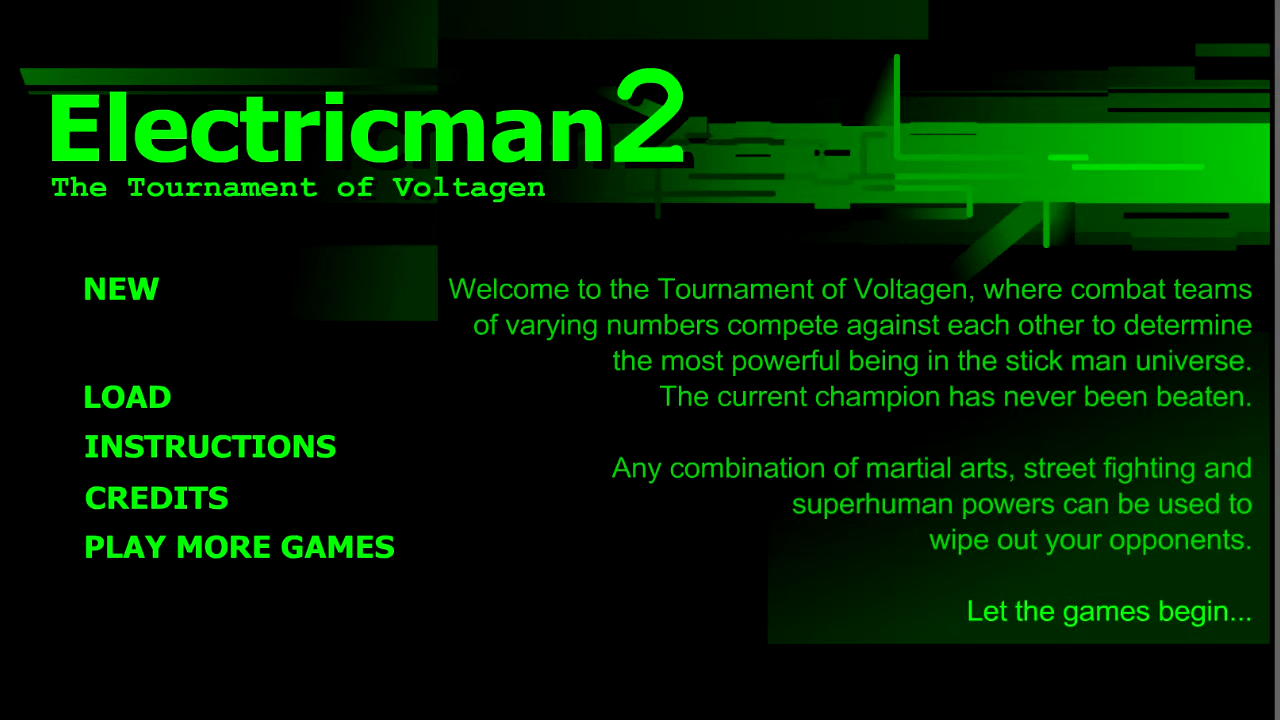 Electricman2
The Tournament of Voltagen
NEW
LOAD
INSTRUCTIONS
CREDITS
PLAY MORE GAMES
Welcome to the Tournament of Voltagen, where combat teams
of varying numbers compete against each other to determine
the most powerful being in the stick man universe.
The current champion has never been beaten.
Any combination of martial arts, street fighting and
superhuman powers can be used to
wipe out your opponents.
Let the games begin...